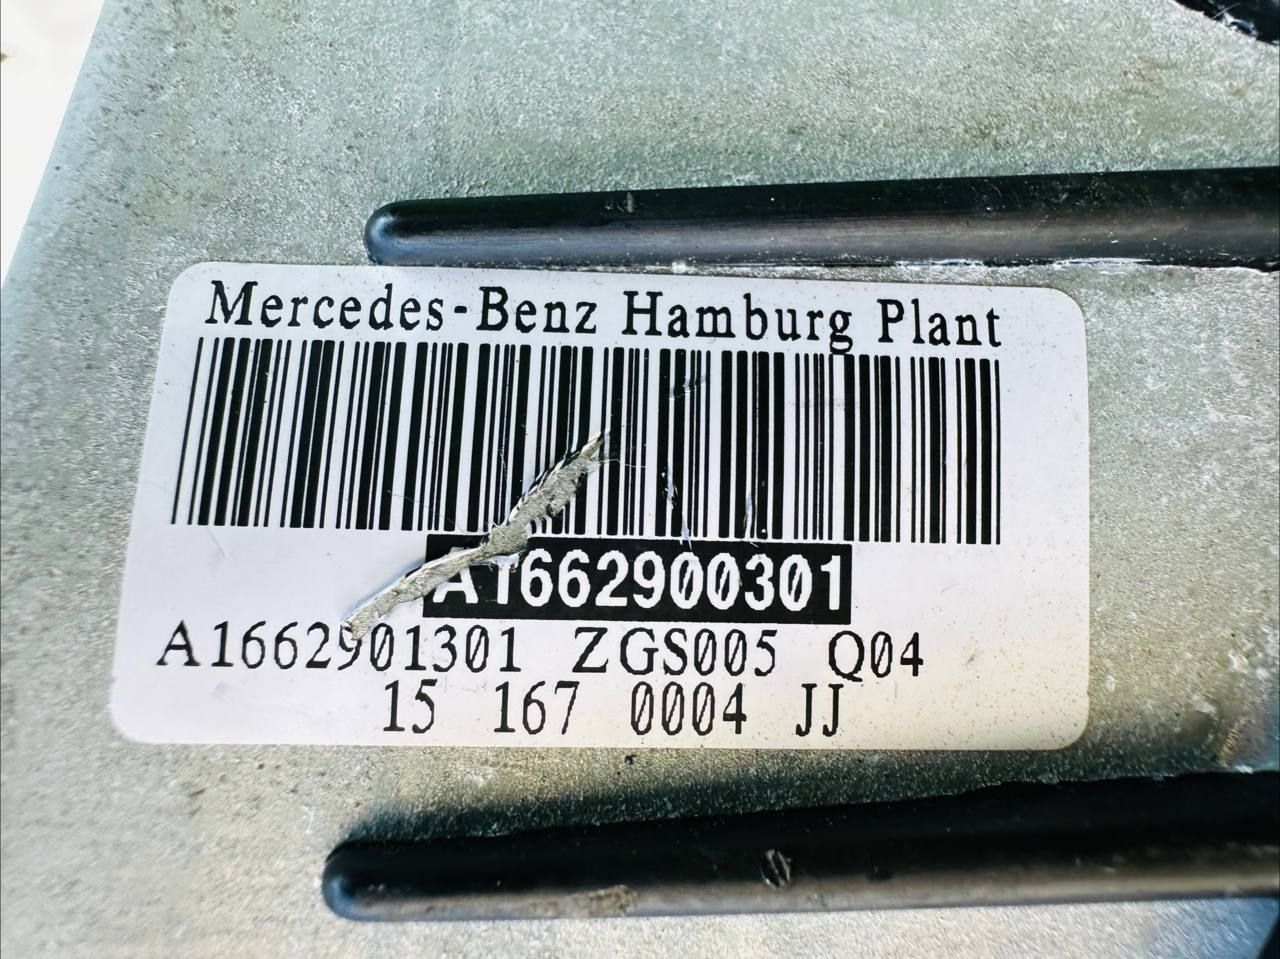 Mercedes-Benz Hamburg Plant
A1662900301
A1662901301 ZGS005 Q04
15 167 0004 JJ